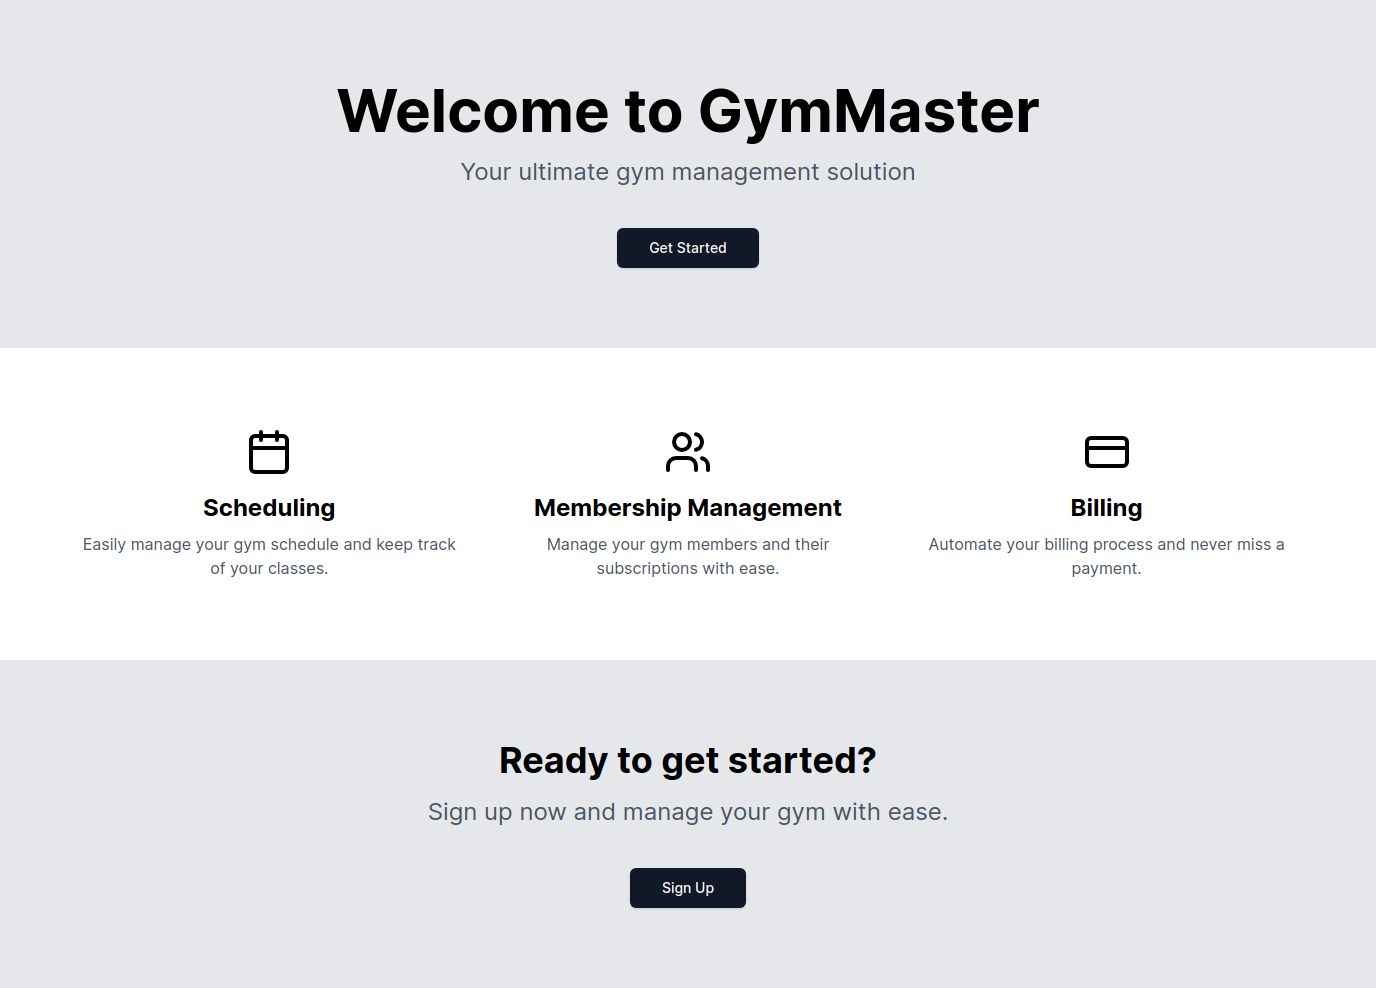 Welcome to GymMaster
Your ultimate gym management solution
Get Started
Scheduling
Easily manage your gym schedule and keep track
of your classes.
Membership Management
Manage your gym members and their
subscriptions with ease.
Billing
Automate your billing process and never miss a
payment.
Ready to get started?
Sign up now and manage your gym with ease.
Sign Up